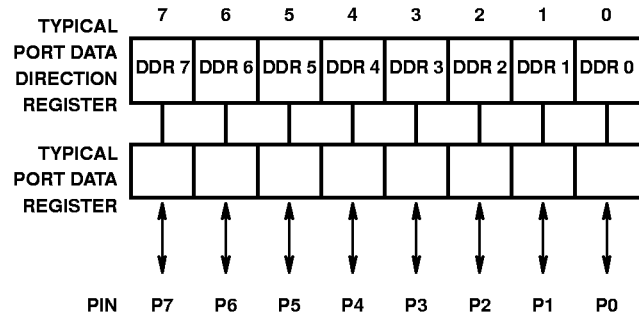 7 6 5 4 3 2 1 0
TYPICAL
PORT DATA
DIRECTION
REGISTER
DDR 7 DDR 6 DDR 5 DDR 4 DDR 3 DDR 2 DDR 1 DDR 0
TYPICAL
PORT DATA
REGISTER
PIN P7 P6 P5 P4 P3 P2 P1 P0